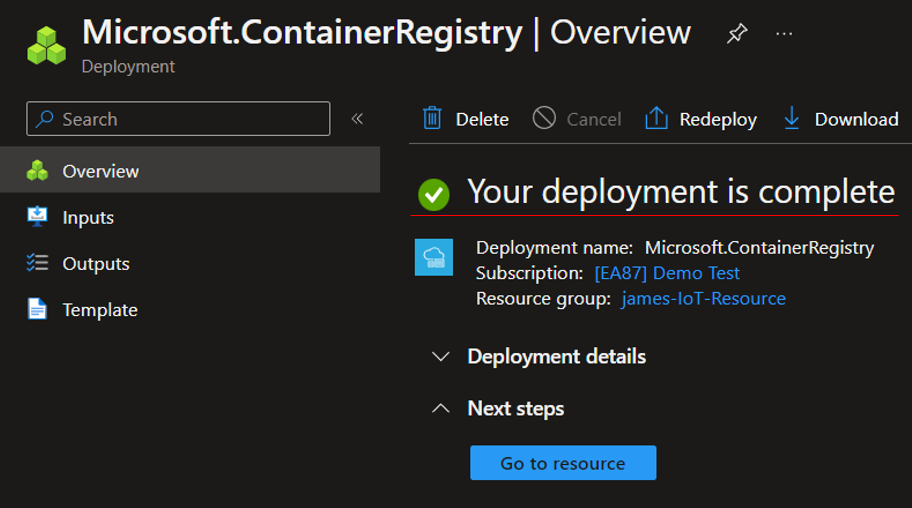 Microsoft.ContainerRegistry | Overview
Deployment
Search
Delete Cancel Redeploy Download
Overview
Inputs
Outputs
Template
Your deployment is complete
Deployment name: Microsoft.ContainerRegistry
Subscription: [EA87] Demo Test
Resource group: james-IoT-Resource
Deployment details
Next steps
Go to resource